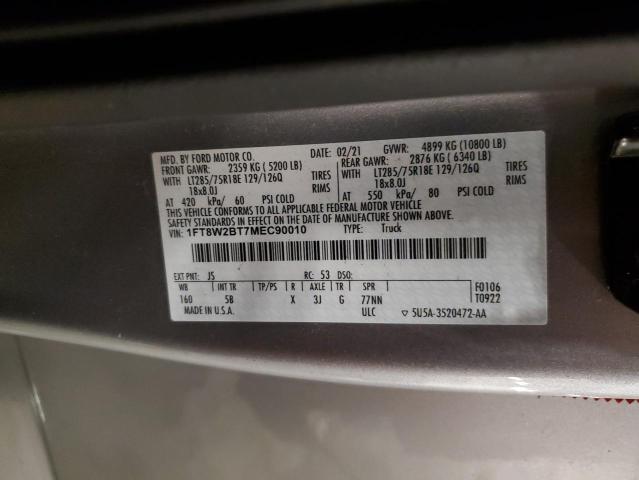 MFD. BY FORD MOTOR CO. DATE: 02/21 GVWR: 4899 KG (10800 LB)
FRONT GAWR: 2359 KG (5200 LB) REAR GAWR: 2876 KG (6340 LB)
WITH LT285/75R18E 129/126Q TIRES WITH LT285/75R18E 129/126Q TIRES
18x8.0J RIMS 18x8.0J RIMS
AT 420 kPa/ 60 PSI COLD AT 550 kPa/ 80 PSI COLD
THIS VEHICLE CONFORMS TO ALL APPLICABLE FEDERAL MOTOR VEHICLE
SAFETY STANDARDS IN EFFECT ON THE DATE OF MANUFACTURE SHOWN ABOVE.
VIN: 1FT8W2BT7MEC90010 TYPE: Truck
EXT PNT: JS RC: 53 DSO:
WB INT TR TP/PS R AXLE TR SPR F0106
160 5B X 3J G 77NN T0922
MADE IN U.S.A. ULC ▽ 5U5A-3520472-AA